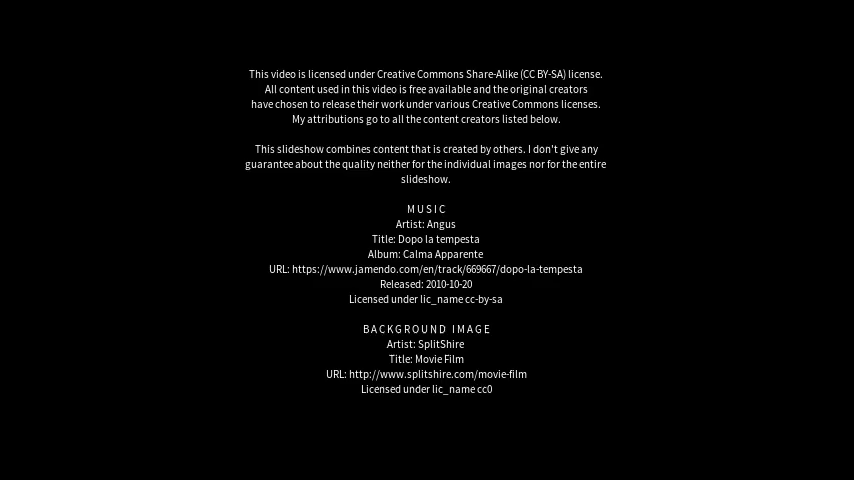 This video is licensed under Creative Commons Share-Alike (CC BY-SA) license.
All content used in this video is free available and the original creators
have chosen to release their work under various Creative Commons licenses.
My attributions go to all the content creators listed below.
This slideshow combines content that is created by others. I don't give any
guarantee about the quality neither for the individual images nor for the entire
slideshow.
MUSIC
Artist: Angus
Title: Dopo la tempesta
Album: Calma Apparente
URL: https://www.jamendo.com/en/track/669667/dopo-la-tempesta
Released: 2010-10-20
Licensed under lic_name cc-by-sa
BACKGROUND IMAGE
Artist: SplitShire
Title: Movie Film
URL: http://www.splitshire.com/movie-film
Licensed under lic_name cc0